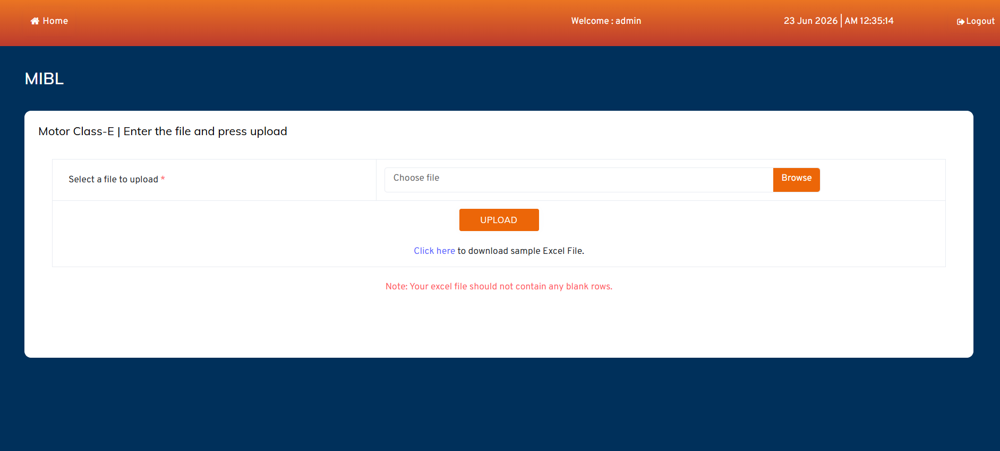 Home
Welcome : admin
23 Jun 2026 | AM 12:35:14
Logout
MIBL
Motor Class-E | Enter the file and press upload
Select a file to upload *
Choose file
Browse
UPLOAD
Click here to download sample Excel File.
Note: Your excel file should not contain any blank rows.